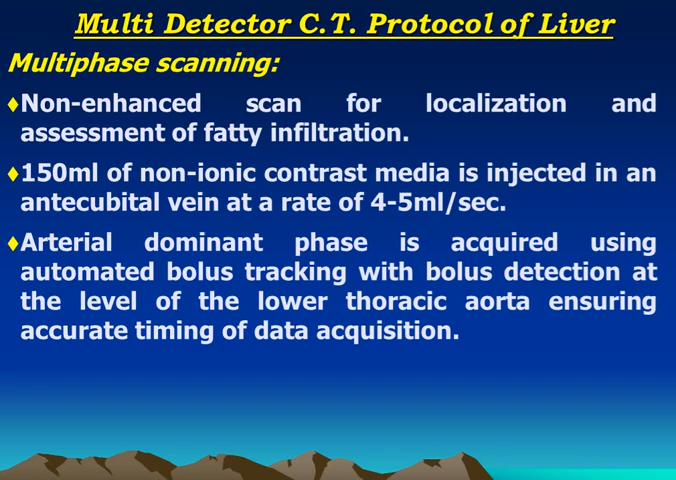 Multi Detector C.T. Protocol of Liver
Multiphase scanning:
♦Non-enhanced scan for localization and
assessment of fatty infiltration.
♦150ml of non-ionic contrast media is injected in an
antecubital vein at a rate of 4-5ml/sec.
♦Arterial dominant phase is acquired using
automated bolus tracking with bolus detection at
the level of the lower thoracic aorta ensuring
accurate timing of data acquisition.